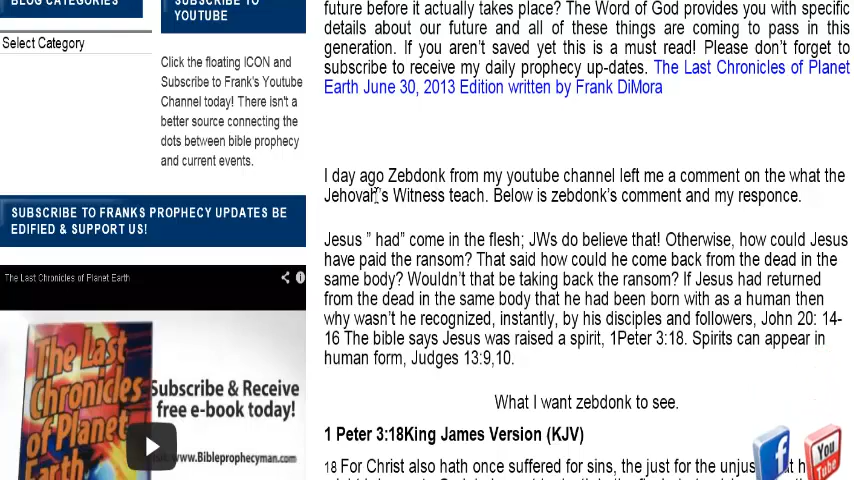 BLOG CATEGORIES
Select Category
SUBSCRIBE TO
YOUTUBE
Click the floating ICON and
Subscribe to Frank's Youtube
Channel today! There isn't a
better source connecting the
dots between bible prophecy
and current events.
SUBSCRIBE TO FRANKS PROPHECY UPDATES BE
EDIFIED & SUPPORT US!
The Last Chronicles of Planet Earth
The Last
Chronicles
of Planet
Earth
Subscribe & Receive
free e-book today!
www.Bibleprophecyman.com
future before it actually takes place? The Word of God provides you with specific
details about our future and all of these things are coming to pass in this
generation. If you aren't saved yet this is a must read! Please don't forget to
subscribe to receive my daily prophecy up-dates. The Last Chronicles of Planet
Earth June 30, 2013 Edition written by Frank DiMora
I day ago Zebdonk from my youtube channel left me a comment on the what the
Jehovah's Witness teach. Below is zebdonk's comment and my responce.
Jesus " had" come in the flesh; JWs do believe that! Otherwise, how could Jesus
have paid the ransom? That said how could he come back from the dead in the
same body? Wouldn't that be taking back the ransom? If Jesus had returned
from the dead in the same body that he had been born with as a human then
why wasn't he recognized, instantly, by his disciples and followers, John 20: 14-
16 The bible says Jesus was raised a spirit, 1Peter 3:18. Spirits can appear in
human form, Judges 13:9,10.
What I want zebdonk to see.
1 Peter 3:18King James Version (KJV)
18 For Christ also hath once suffered for sins, the just for the unjus
You
Tube